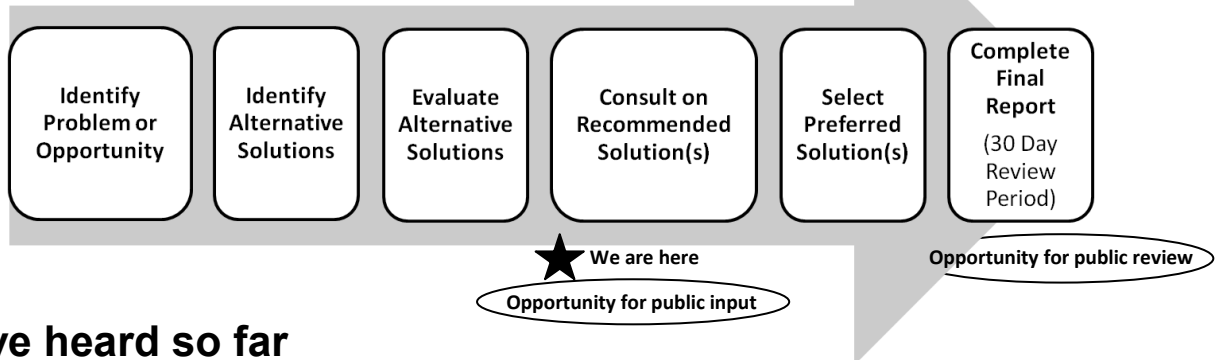 Identify
Problem or
Opportunity
Identify
Alternative
Solutions
Evaluate
Alternative
Solutions
Consult on
Recommended
Solution(s)
Select
Preferred
Solution(s)
Complete
Final
Report
(30 Day
Review
Period)
We are here
Opportunity for public input
Opportunity for public review
ve heard so far